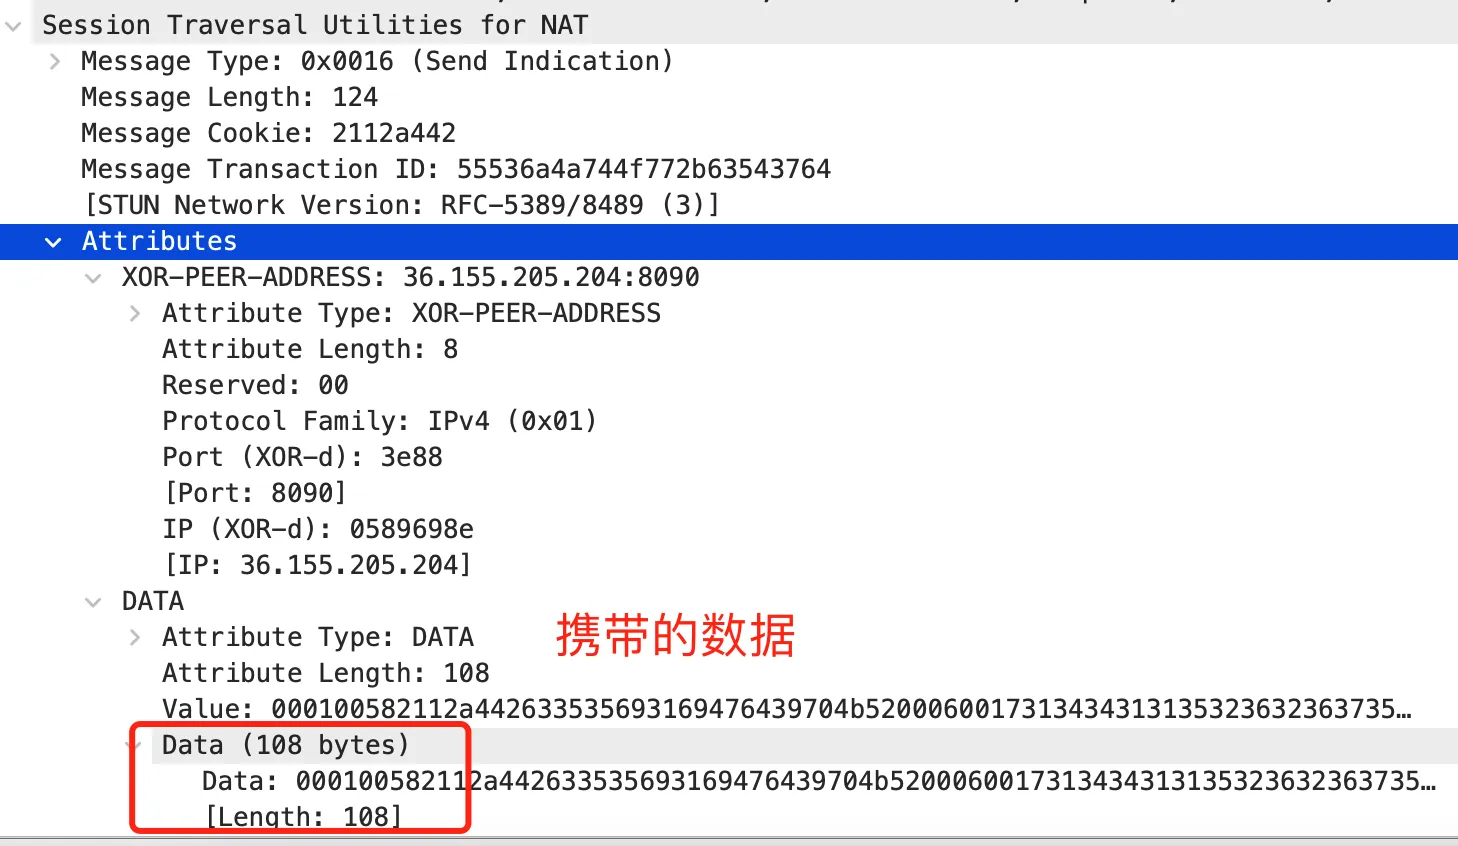 Session Traversal Utilities for NAT
Message Type: 0x0016 (Send Indication)
Message Length: 124
Message Cookie: 2112a442
Message Transaction ID: 55536a4a744f772b63543764
[STUN Network Version: RFC-5389/8489 (3)]
Attributes
XOR-PEER-ADDRESS: 36.155.205.204:8090
Attribute Type: XOR-PEER-ADDRESS
Attribute Length: 8
Reserved: 00
Protocol Family: IPv4 (0x01)
Port (XOR-d): 3e88
[Port: 8090]
IP (XOR-d): 0589698e
[IP: 36.155.205.204]
DATA
携带的数据
Attribute Type: DATA
Attribute Length: 108
Value: 000100582112a4426335356931694764397​04b52000600173134343131353236323637​35…
Data (108 bytes)
Data: 000100582112a442633535693169476439704b5200060017313434313135323632363735…
[Length: 108]